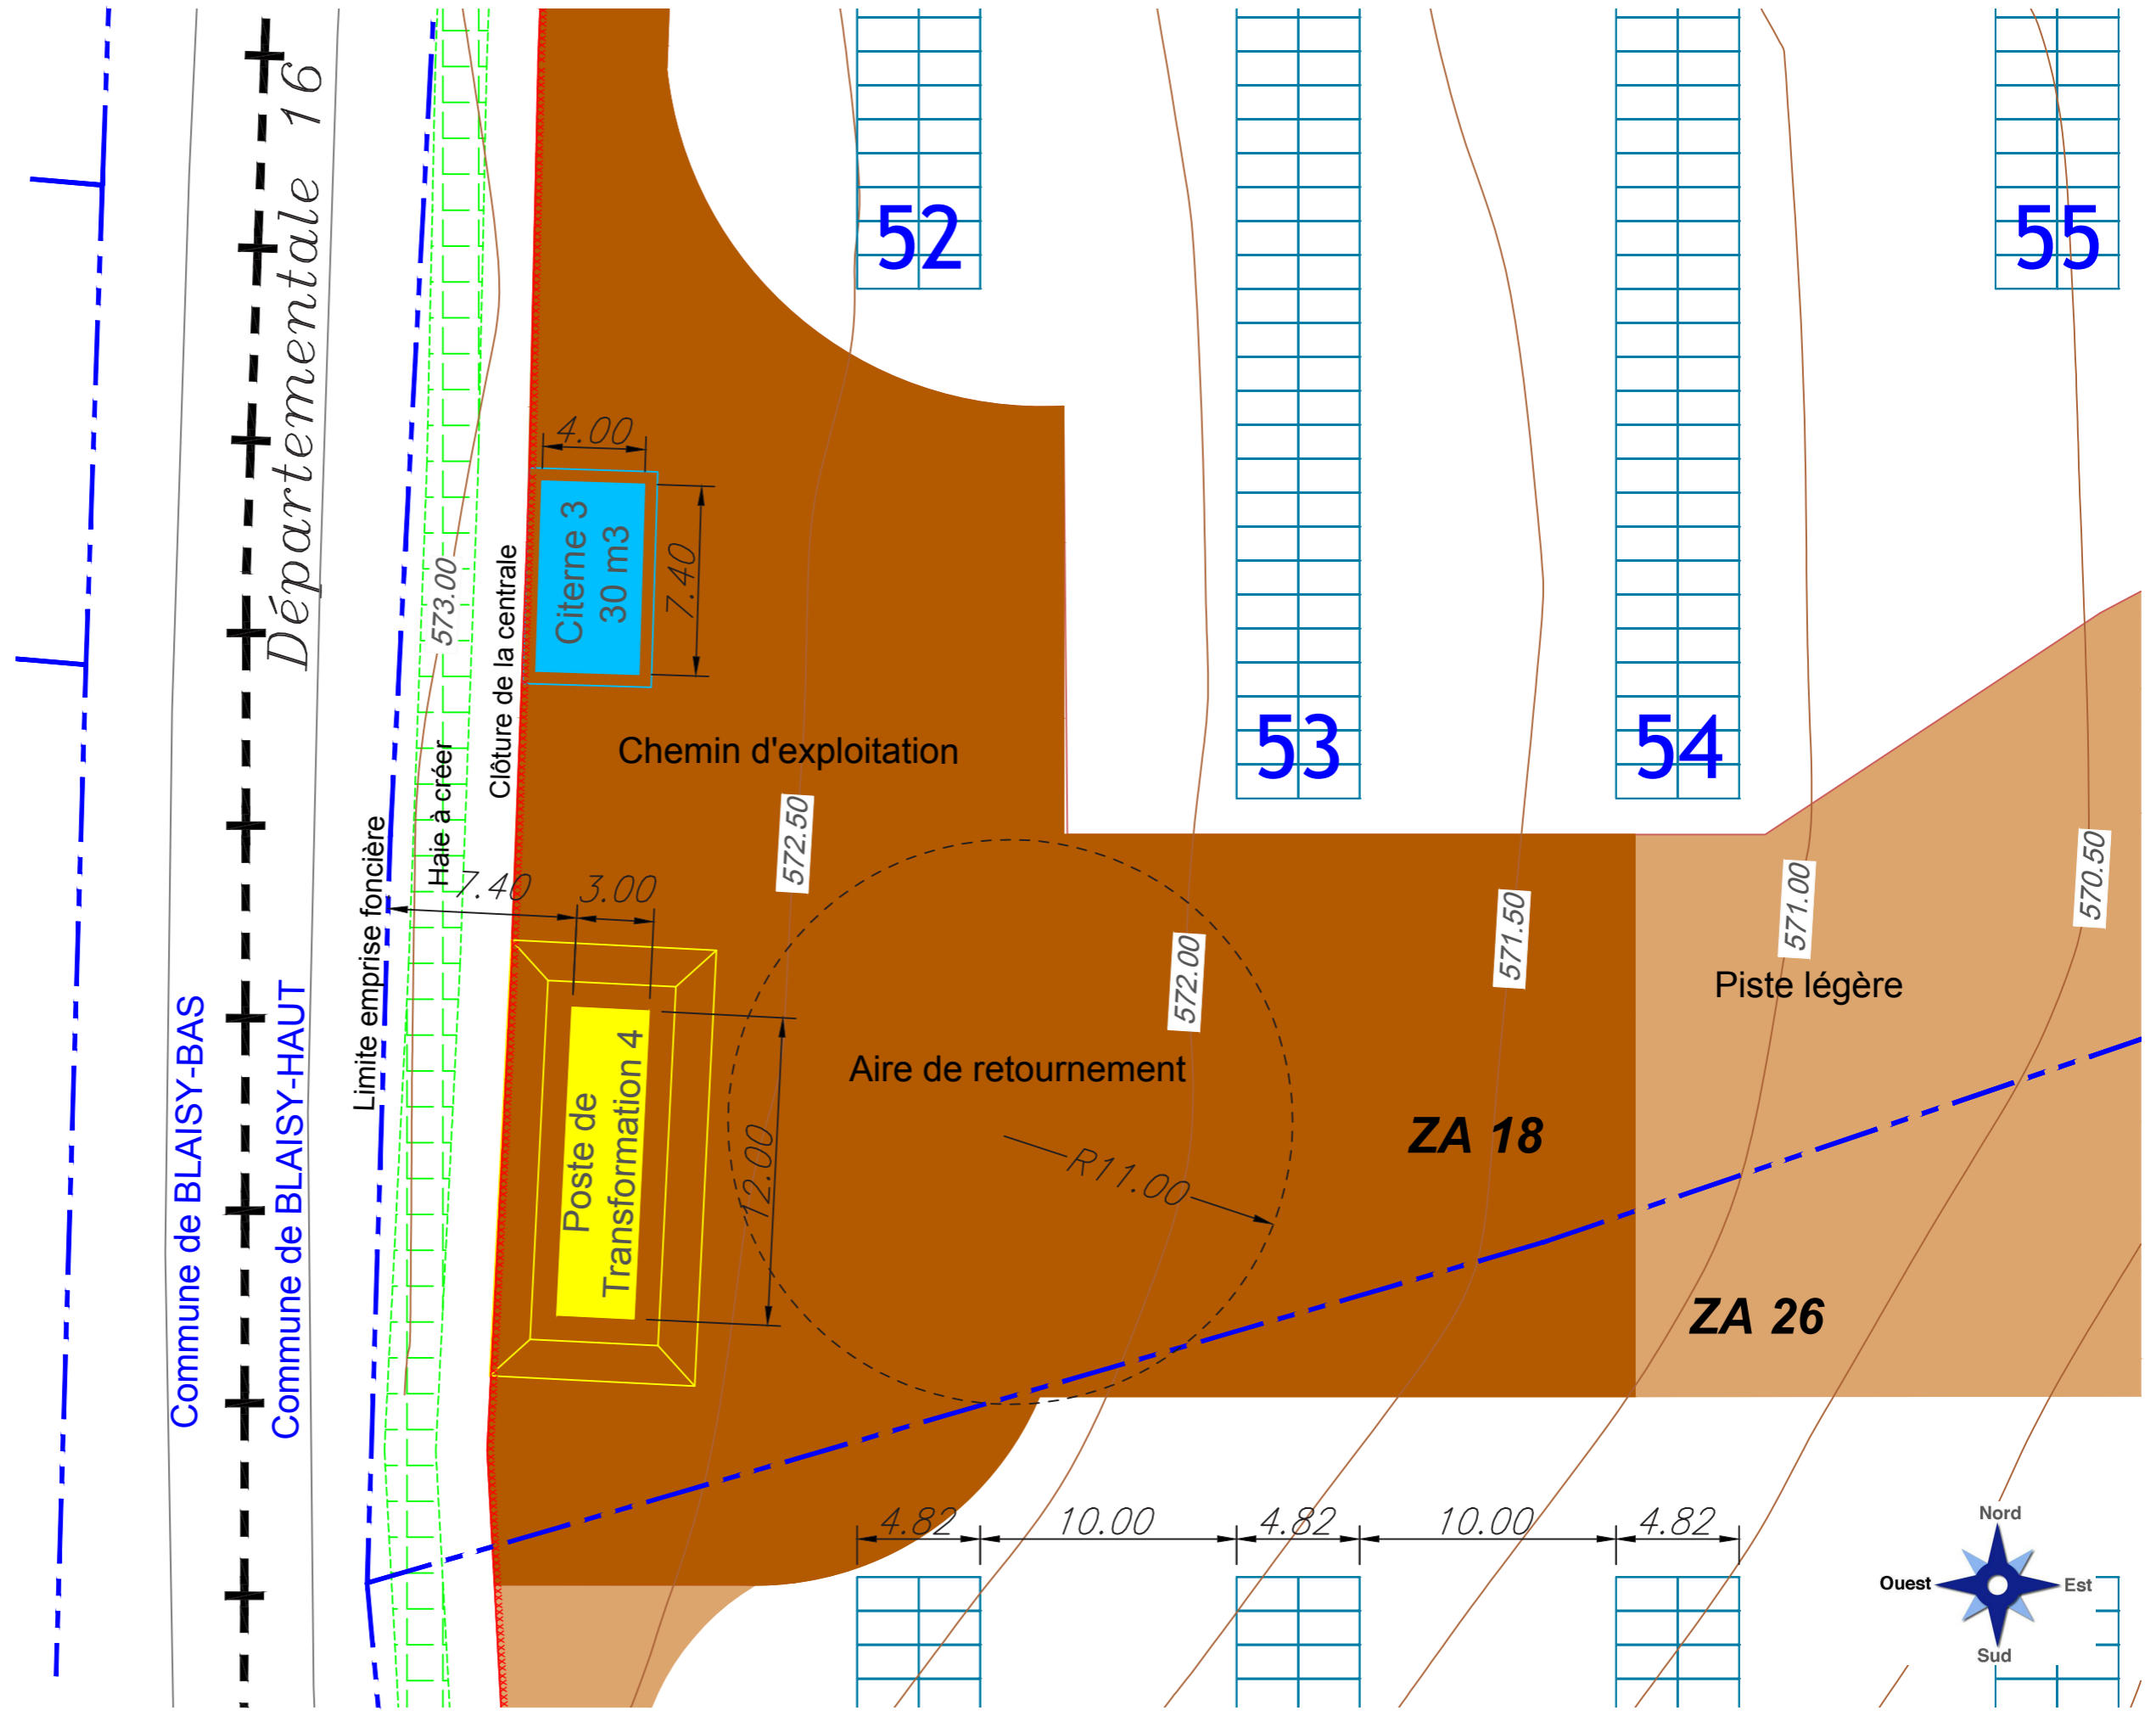 Départementale 16
52
55
4.00
Citerne 3
30 m3
7.40
573.00
Clôture de la centrale
Chemin d'exploitation
53
54
Haie à créer
Limite emprise foncière
572.50
7.40
3.00
571.00
570.50
571.50
572.00
Piste légère
Commune de BLAISY-BAS
Commune de BLAISY-HAUT
Poste de
Transformation 4
12.00
Aire de retournement
R11.00
ZA 18
ZA 26
4.82
10.00
4.82
10.00
4.82
Nord
Ouest
Est
Sud